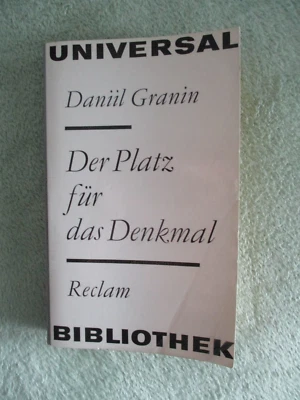 UNIVERSAL
Daniil Granin
Der Platz
für
das Denkmal
Reclam
BIBLIOTHEK